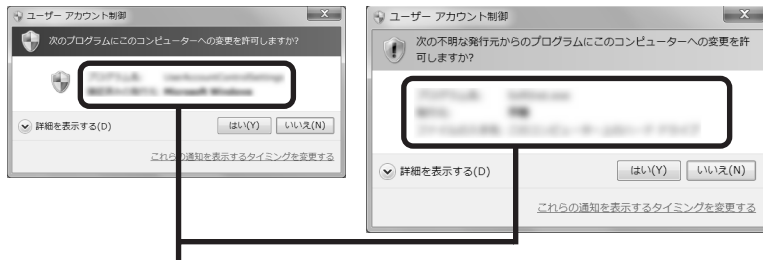 ユーザー アカウント制御
次のプログラムにこのコンピューターへの変更を許可しますか?
詳細を表示する(D)
はい(Y)
いいえ(N)
これらの通知を表示するタイミングを変更する
ユーザー アカウント制御
次の不明な発行元からのプログラムにこのコンピューターへの変更を許
可しますか?
詳細を表示する(D)
はい(Y)
いいえ(N)
これらの通知を表示するタイミングを変更する